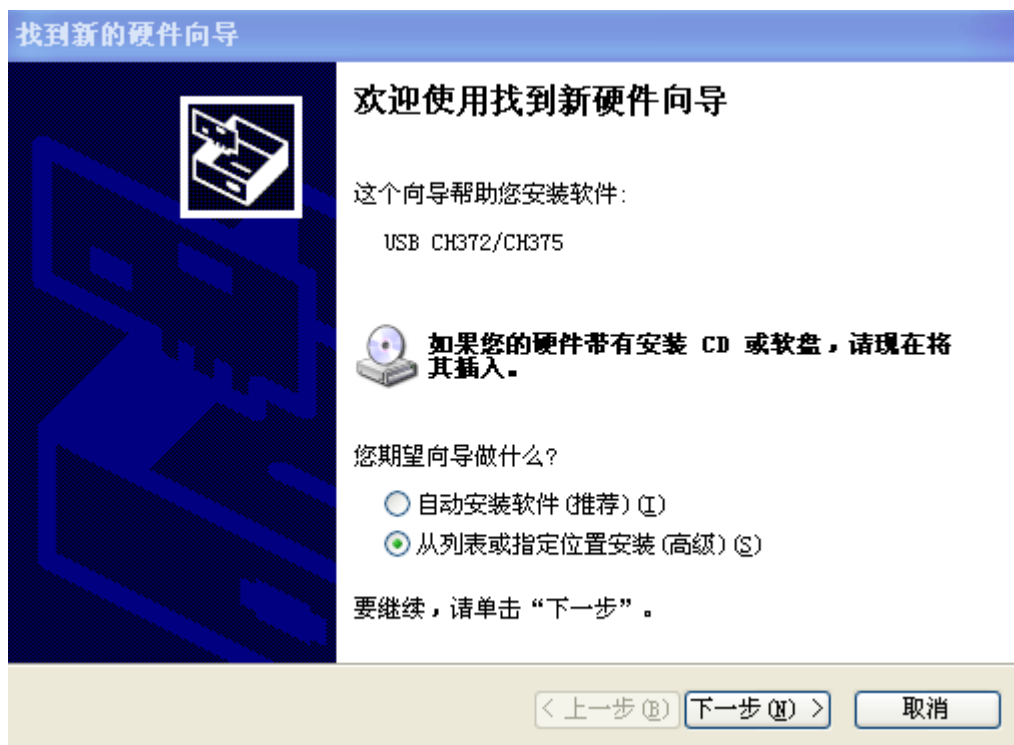 找到新的硬件向导
欢迎使用找到新硬件向导
这个向导帮助您安装软件:
USB CH372/CH375
如果您的硬件带有安装 CD 或软盘，请现在将
其插入。
您期望向导做什么?
自动安装软件(推荐)(I)
从列表或指定位置安装(高级)(S)
要继续，请单击“下一步”。
< 上一步(B)
下一步(N) >
取消